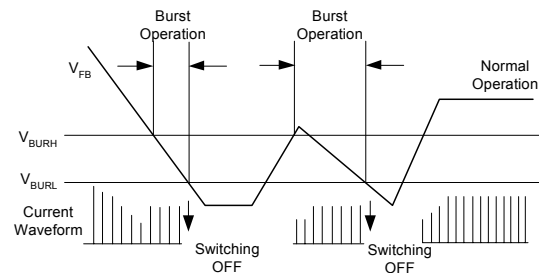 Burst
Operation
Burst
Operation
Normal
Operation
V_FB
V_BURH
V_BURL
Current
Waveform
Switching
OFF
Switching
OFF